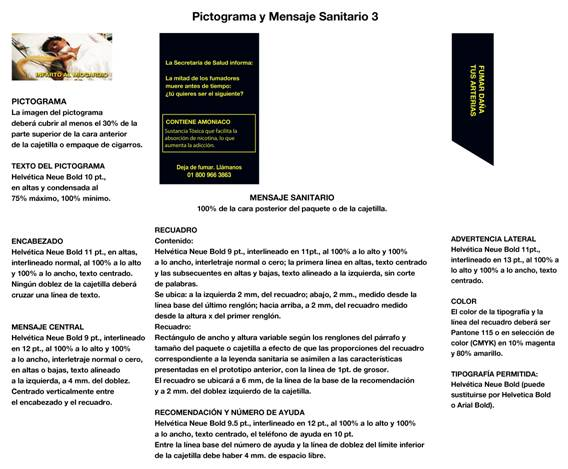 Pictograma y Mensaje Sanitario 3
INFARTO AL MIOCARDIO
PICTOGRAMA
La imagen del pictograma
deberá cubrir al menos el 30% de la
parte superior de la cara anterior
de la cajetilla o empaque de cigarros.
TEXTO DEL PICTOGRAMA
Helvética Neue Bold 10 pt.,
en altas y condensada al
75% máximo, 100% mínimo.
La Secretaría de Salud informa:
La mitad de los fumadores
muere antes de tiempo:
¿tú quieres ser el siguiente?
CONTIENE AMONIACO
Sustancia Tóxica que facilita la
absorción de nicotina, lo que
aumenta la adicción.
Deja de fumar. Llámanos
01 800 966 3863
FUMAR DAÑA
TUS ARTERIAS
MENSAJE SANITARIO
100% de la cara posterior del paquete o de la cajetilla.
ENCABEZADO
Helvética Neue Bold 11 pt., en altas,
interlineado normal, al 100% a lo alto
y 100% a lo ancho, texto centrado.
Ningún doblez de la cajetilla deberá
cruzar una línea de texto.
MENSAJE CENTRAL
Helvética Neue Bold 9 pt., interlineado
en 12 pt., al 100% a lo alto y 100%
a lo ancho, interletraje normal o cero,
en altas o bajas, texto alineado
a la izquierda, a 4 mm. del doblez.
Centrado verticalmente entre
el encabezado y el recuadro.
RECUADRO
Contenido:
Helvética Neue Bold 9 pt., interlineado en 11pt., al 100% a lo alto y 100%
a lo ancho, interletraje normal o cero; la primera línea en altas, texto centrado
y las subsecuentes en altas y bajas, texto alineado a la izquierda, sin corte
de palabras.
Se ubica: a la izquierda 2 mm, del recuadro; abajo, 2 mm., medido desde la
línea base del último renglón; hacia arriba, a 2 mm, del recuadro medido
desde la altura x del primer renglón.
Recuadro:
Rectángulo de ancho y altura variable según los renglones del párrafo y
tamaño del paquete o cajetilla a efecto de que las proporciones del recuadro
correspondiente a la leyenda sanitaria se asimilen a las características
presentadas en el prototipo anterior, con la línea de 1pt. de grosor.
El recuadro se ubicará a 6 mm, de la línea de la base de la recomendación
y a 2 mm. del doblez izquierdo de la cajetilla.
RECOMENDACIÓN Y NÚMERO DE AYUDA
Helvética Neue Bold 9.5 pt., interlineado en 12 pt., al 100% a lo alto y 100%
a lo ancho, texto centrado, el teléfono de ayuda en 10 pt.
Entre la línea base del número de ayuda y la línea de doblez del límite inferior
de la cajetilla debe haber 4 mm. de espacio libre.
ADVERTENCIA LATERAL
Helvética Neue Bold 11pt.,
interlineado en 13 pt., al 100% a
lo alto y 100% a lo ancho, texto
centrado.
COLOR
El color de la tipografía y la
línea del recuadro deberá ser
Pantone 115 o en selección de
color (CMYK) en 10% magenta
y 80% amarillo.
TIPOGRAFÍA PERMITIDA:
Helvética Neue Bold (puede
sustituirse por Helvetica Bold
o Arial Bold).